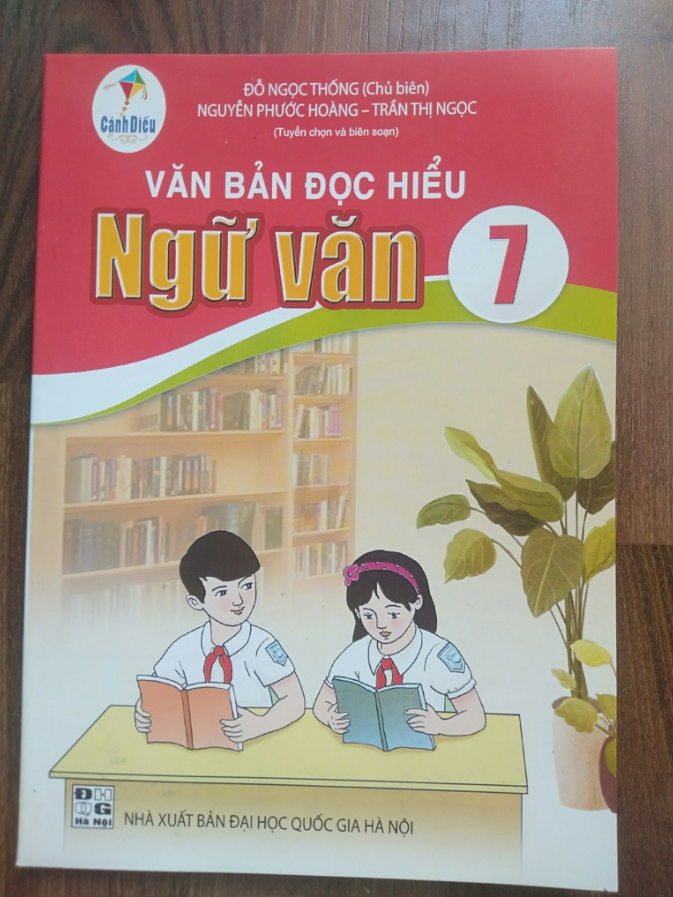 Cánh Diều
ĐỖ NGỌC THỐNG (Chủ biên)
NGUYỄN PHƯỚC HOÀNG – TRẦN THỊ NGỌC
(Tuyển chọn và biên soạn)
VĂN BẢN ĐỌC HIỂU
Ngữ văn 7
ĐH
QG
Hà Nội
NHÀ XUẤT BẢN ĐẠI HỌC QUỐC GIA HÀ NỘI